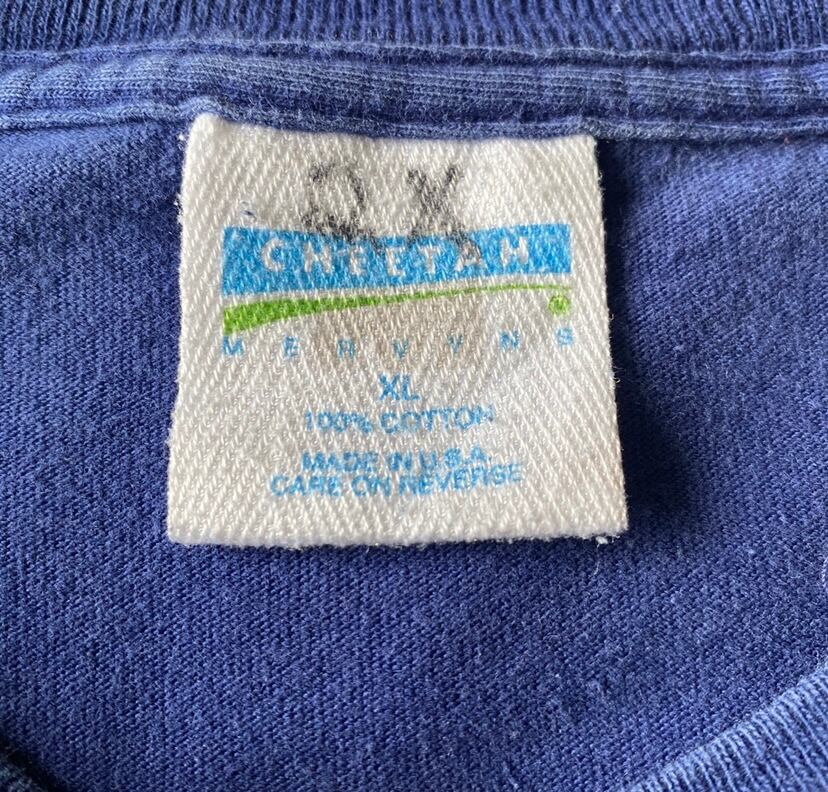 Q X
CHEETAH
®
MERVYNS
XL
100% COTTON
MADE IN U.S.A.
CARE ON REVERSE